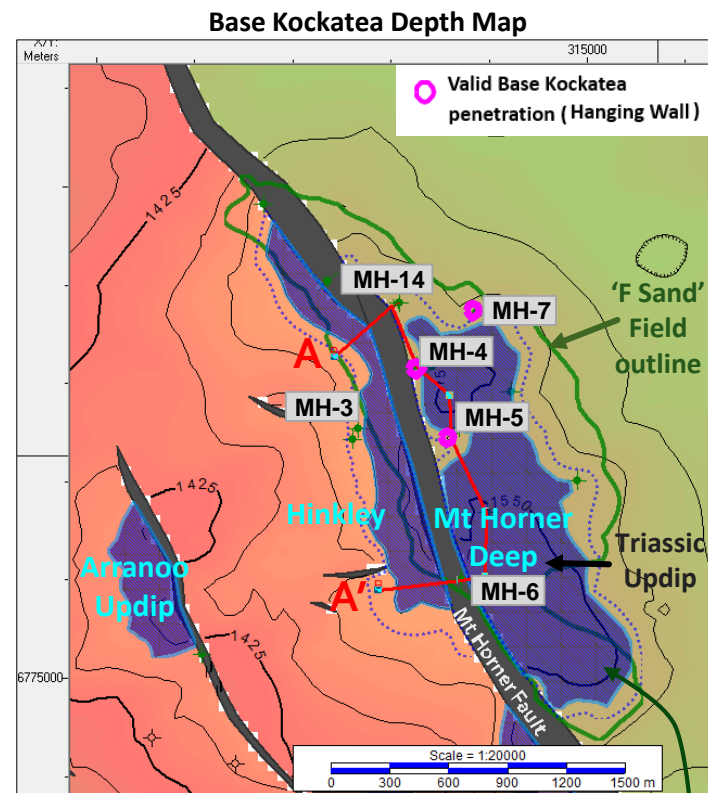 Base Kockatea Depth Map
X/Y:
Meters
315000
Valid Base Kockatea
penetration (Hanging Wall)
1425
MH-14
MH-7
'F Sand'
Field
outline
A
MH-4
MH-3
MH-5
1425
1550
Hinkley
Mt Horner
Deep
Triassic
Updip
Arranoo
Updip
A'
MH-6
Mt Horner Fault
1425
6775000
Scale = 1:20000
0 300 600 900 1200 1500 m